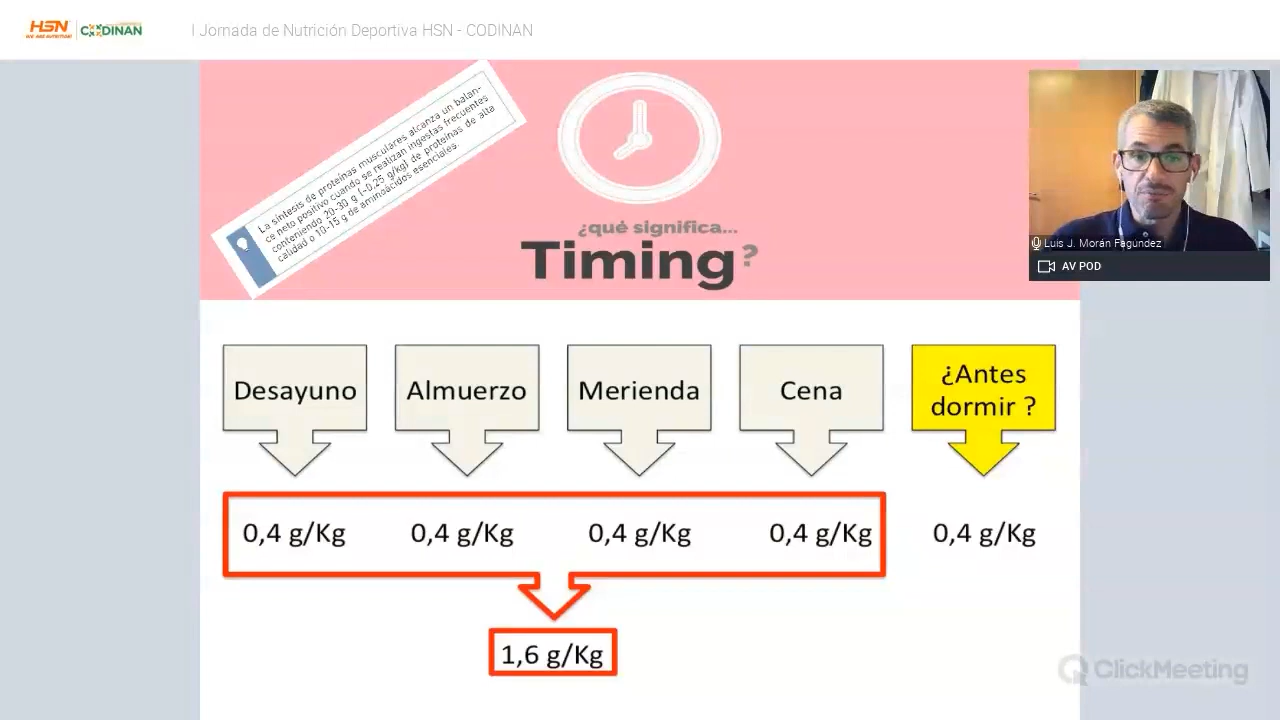 HSN
CODINAN
I Jornada de Nutrición Deportiva HSN - CODINAN
La síntesis de proteínas musculares alcanza un balan-
ce neto positivo cuando se realizan ingestas frecuentes
conteniendo 20-30 g (~0,25 g/kg) de proteínas de alta
calidad o 10-15 g de aminoácidos esenciales.
¿qué significa...
Timing?
Luis J. Morán Fagúndez
AV POD
Desayuno
Almuerzo
Merienda
Cena
¿Antes
dormir ?
0,4 g/Kg
0,4 g/Kg
0,4 g/Kg
0,4 g/Kg
0,4 g/Kg
1,6 g/Kg
ClickMeeting